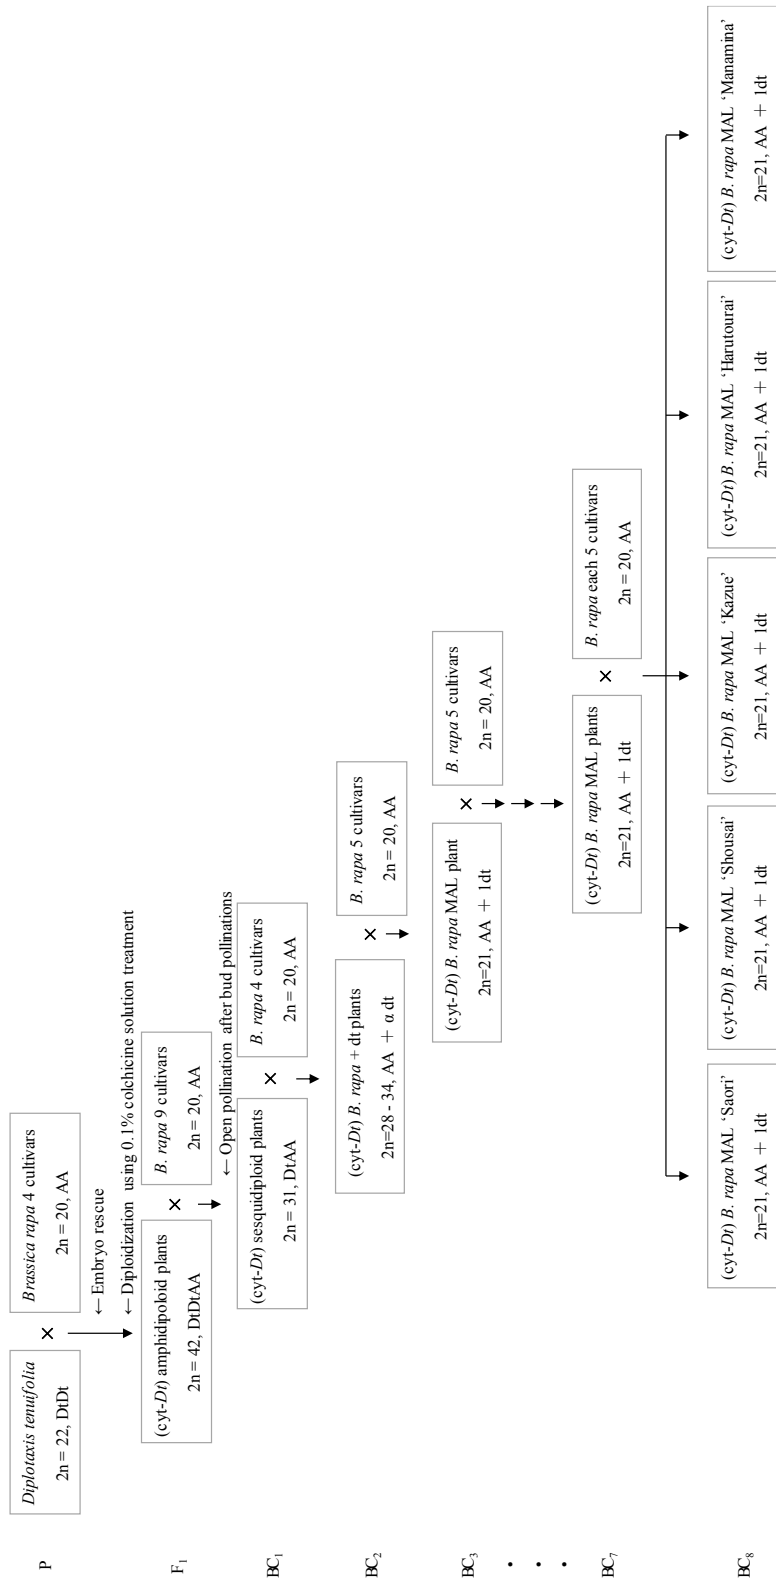 P
Diplotaxis tenuifolia
2n = 22, DtDt
×
Brassica rapa 4 cultivars
2n = 20, AA
←Embryo rescue
←Diploidization using 0.1% colchicine solution treatment
F1
(cyt-Dt) amphidipoloid plants
2n = 42, DtDtAA
×
B. rapa 9 cultivars
2n = 20, AA
←Open pollination after bud pollinations
BC1
(cyt-Dt) sesquidiploid plants
2n = 31, DtAA
×
B. rapa 4 cultivars
2n = 20, AA
BC2
(cyt-Dt) B. rapa + dt plants
2n=28 - 34, AA + α dt
×
B. rapa 5 cultivars
2n = 20, AA
BC3
(cyt-Dt) B. rapa MAL plant
2n=21, AA + 1dt
×
B. rapa 5 cultivars
2n = 20, AA
•
•
•
BC7
(cyt-Dt) B. rapa MAL plants
2n=21, AA + 1dt
×
B. rapa each 5 cultivars
2n = 20, AA
BC8
(cyt-Dt) B. rapa MAL ‘Saori’
2n=21, AA + 1dt
(cyt-Dt) B. rapa MAL ‘Shousai’
2n=21, AA + 1dt
(cyt-Dt) B. rapa MAL ‘Kazue’
2n=21, AA + 1dt
(cyt-Dt) B. rapa MAL ‘Harutourai’
2n=21, AA + 1dt
(cyt-Dt) B. rapa MAL ‘Manamina’
2n=21, AA + 1dt